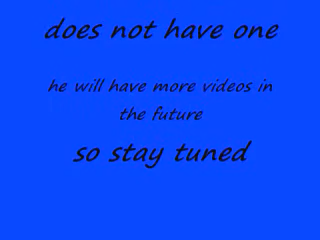 does not have one
he will have more videos in
the future
so stay tuned